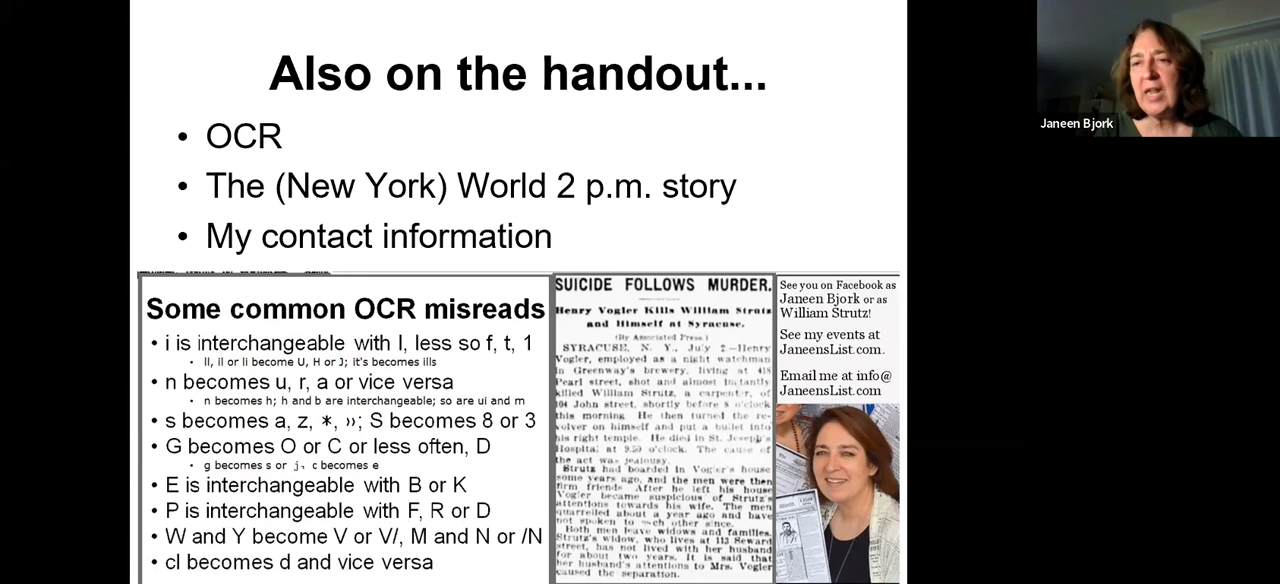 Also on the handout...
• OCR
• The (New York) World 2 p.m. story
• My contact information
Janeen Bjork
Some common OCR misreads
• i is interchangeable with l, less so f, t, 1
• ll, il or li become U, H or J; it's becomes ills
• n becomes u, r, a or vice versa
• n becomes h; h and b are interchangeable; so are ui and m
• s becomes a, z, *, »; S becomes 8 or 3
• G becomes O or C or less often, D
• g becomes s or j, c becomes e
• E is interchangeable with B or K
• P is interchangeable with F, R or D
• W and Y become V or V/, M and N or /N
• cl becomes d and vice versa
SUICIDE FOLLOWS MURDER.
Henry Vogler Kills William Strutz
and Himself at Syracuse.
(By Associated Press.)
SYRACUSE, N. Y., July 2.—Henry
Vogler, employed as a night watchman
in Greenway's brewery, living at 418
Pearl street, shot and almost instantly
killed William Strutz, a carpenter, of
104 John street, shortly before 8 o'clock
this morning. He then turned the re-
volver on himself and put a bullet into
his right temple. He died in St. Joseph's
Hospital at 9.50 o'clock. The cause of
the act was jealousy.
Strutz had boarded in Vogler's house
some years ago, and the men were then
firm friends. After he left his house
Vogler became suspicious of Strutz's
attentions towards his wife. The men
quarrelled about a year ago and have
not spoken to each other since.
Both men leave widows and families.
Strutz's widow, who lives at 113 Seward
street, has not lived with her husband
for about two years. It is said that
her husband's attentions to Mrs. Vogler
caused the separation.
See you on Facebook as
Janeen Bjork or as
William Strutz!
See my events at
JaneensList.com.
Email me at info@
JaneensList.com